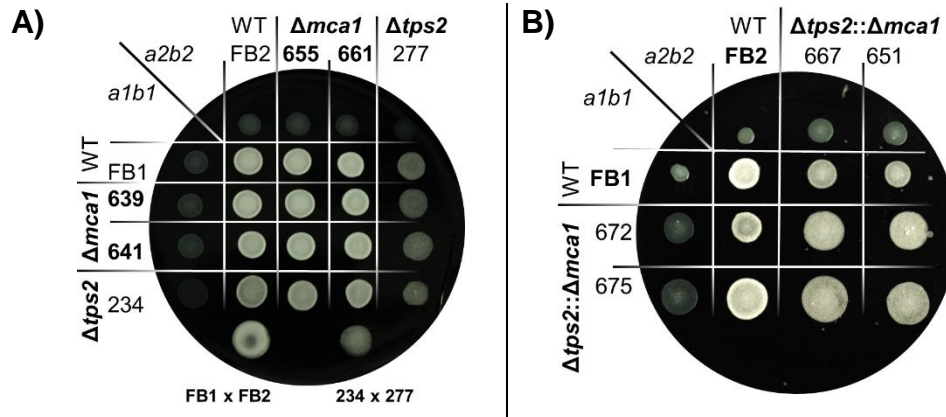 A)
WT Δmca1 Δtps2
a2b2 FB2 655 661 277
a1b1
WT FB1
Δmca1 639
641
Δtps2 234
FB1 x FB2 234 x 277
B)
WT Δtps2::Δmca1
a2b2 FB2 667 651
a1b1
WT FB1
Δtps2::Δmca1 672
675